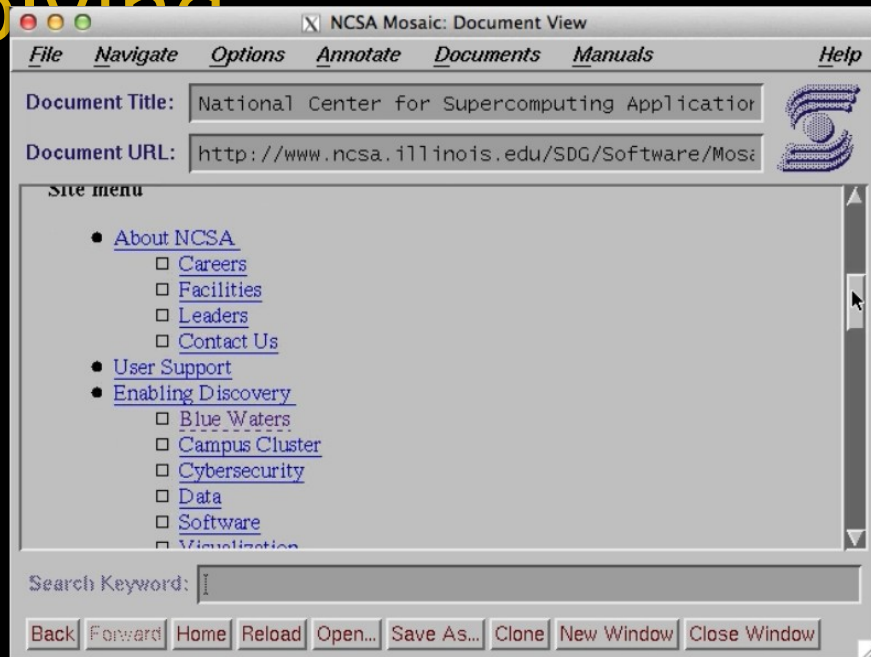 X NCSA Mosaic: Document View
File Navigate Options Annotate Documents Manuals Help
Document Title: National Center for Supercomputing Application
Document URL: http://www.ncsa.illinois.edu/SDG/Software/Mosa
Site menu
About NCSA
Careers
Facilities
Leaders
Contact Us
User Support
Enabling Discovery
Blue Waters
Campus Cluster
Cybersecurity
Data
Software
Visualization
Search Keyword:
Back Forward Home Reload Open... Save As... Clone New Window Close Window